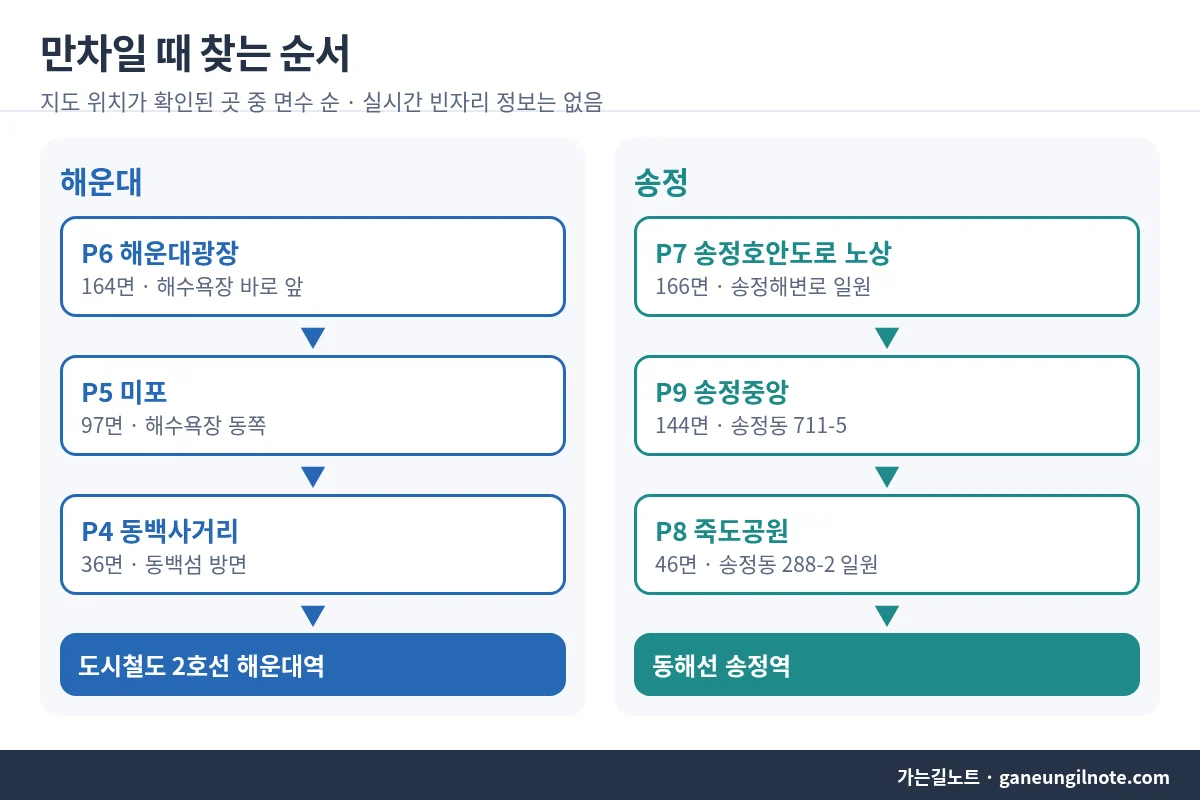 만차일 때 찾는 순서
지도 위치가 확인된 곳 중 면수 순 · 실시간 빈자리 정보는 없음
해운대
P6 해운대광장
164면 · 해수욕장 바로 앞
P5 미포
97면 · 해수욕장 동쪽
P4 동백사거리
36면 · 동백섬 방면
도시철도 2호선 해운대역
송정
P7 송정호안도로 노상
166면 · 송정해변로 일원
P9 송정중앙
144면 · 송정동 711-5
P8 죽도공원
46면 · 송정동 288-2 일원
동해선 송정역
가는길노트 · ganeungilnote.com